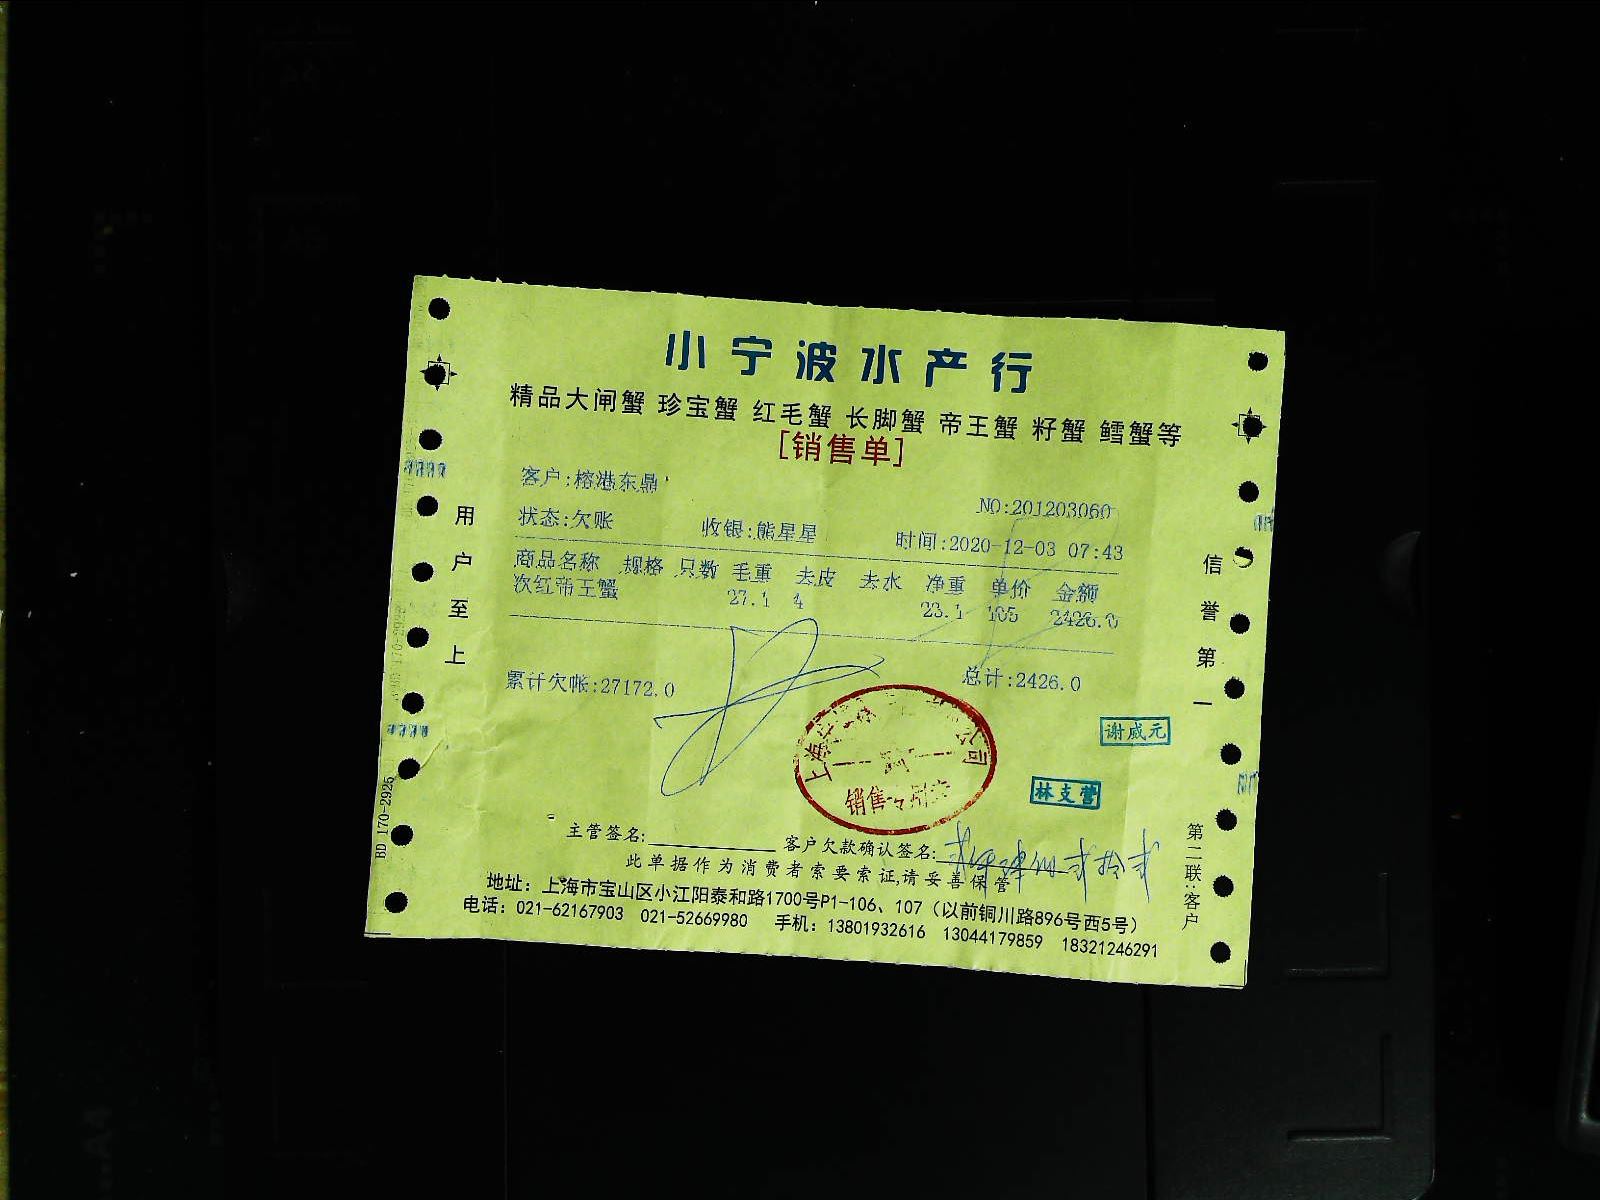 小宁波水产行
精品大闸蟹 珍宝蟹 红毛蟹 长脚蟹 帝王蟹 籽蟹 鳕蟹等
[销售单]
客户:榕港东鼎
NO:201203060
状态:欠账 收银:熊星星 时间:2020-12-03 07:43
商品名称 规格 只数 毛重 去皮 去水 净重 单价 金额
次红帝王蟹 27.1 4 23.1 105 2426.0
累计欠帐:27172.0 总计:2426.0
谢威元
林支营
销售专用章
主管签名: 客户欠款确认签名:
此单据作为消费者索要索证,请妥善保管
地址：上海市宝山区小江阳泰和路1700号P1-106、107（以前铜川路896号西5号）
电话：021-62167903 021-52669980 手机：13801932616 13044179859 18321246291
用户至上
信誉第一
第二联:客户
BD 170-2925